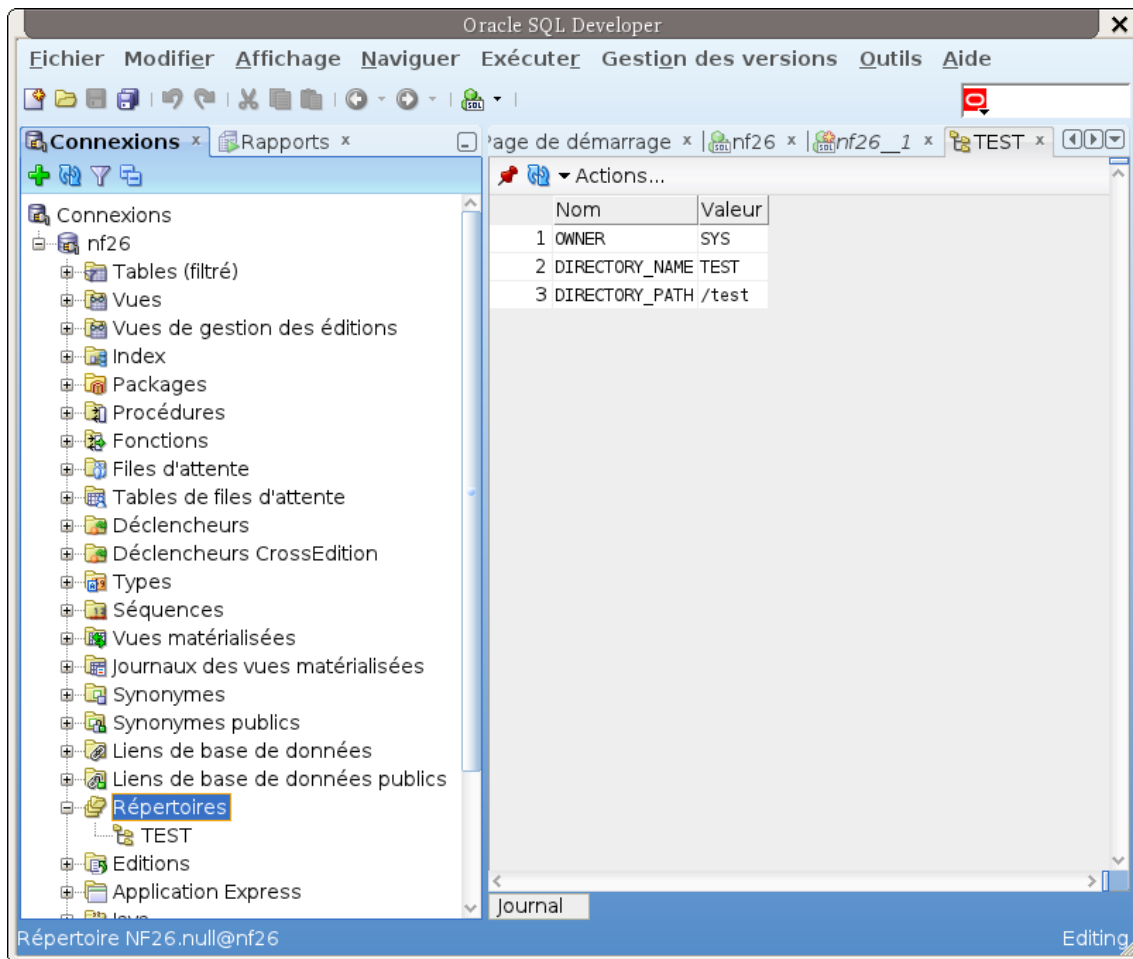 Oracle SQL Developer
Fichier Modifier Affichage Naviguer Exécuter Gestion des versions Outils Aide
Connexions x Rapports x
Page de démarrage x nf26 x nf26__1 x TEST x
Actions...
Connexions
nf26
Tables (filtré)
Vues
Vues de gestion des éditions
Index
Packages
Procédures
Fonctions
Files d'attente
Tables de files d'attente
Déclencheurs
Déclencheurs CrossEdition
Types
Séquences
Vues matérialisées
Journaux des vues matérialisées
Synonymes
Synonymes publics
Liens de base de données
Liens de base de données publics
Répertoires
TEST
Editions
Application Express
Java
Nom Valeur
1 OWNER SYS
2 DIRECTORY_NAME TEST
3 DIRECTORY_PATH /test
Journal
Répertoire NF26.null@nf26 Editing